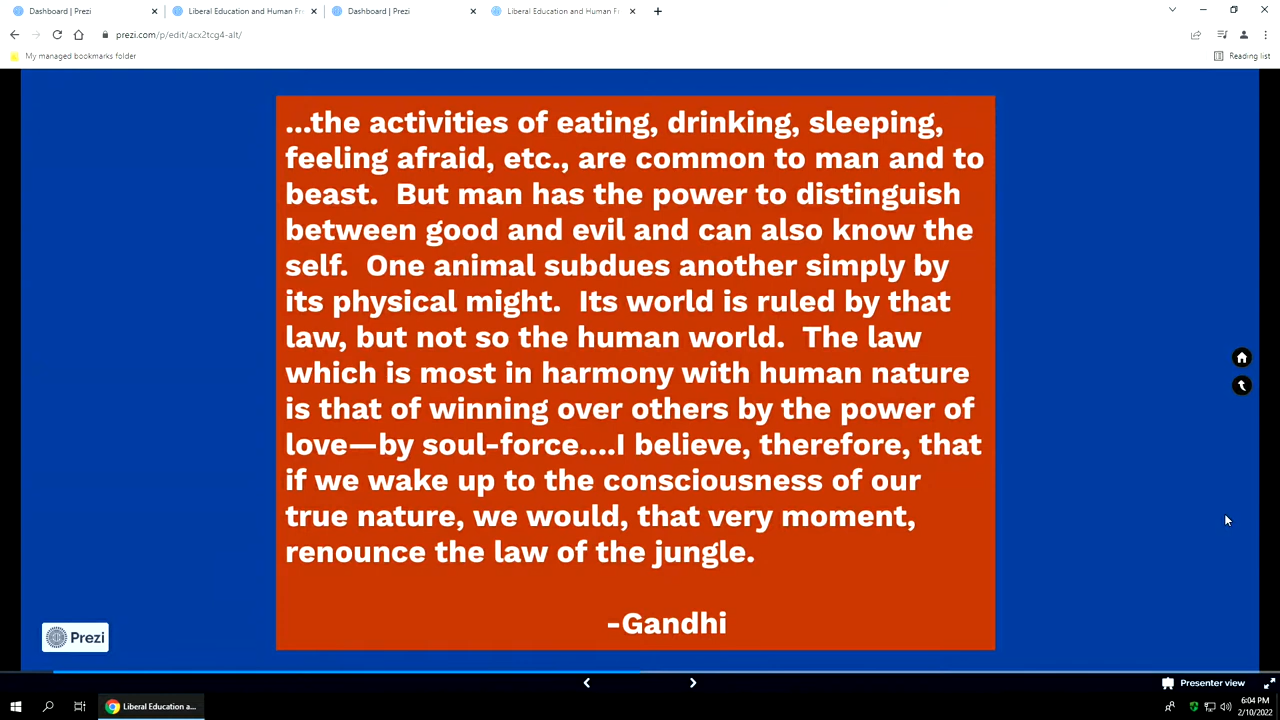 Dashboard | Prezi
Liberal Education and Human Fr
Dashboard | Prezi
Liberal Education and Human Fr
prezi.com/p/edit/acx2tcg4-alt/
My managed bookmarks folder
Reading list
...the activities of eating, drinking, sleeping,
feeling afraid, etc., are common to man and to
beast.  But man has the power to distinguish
between good and evil and can also know the
self.  One animal subdues another simply by
its physical might.  Its world is ruled by that
law, but not so the human world.  The law
which is most in harmony with human nature
is that of winning over others by the power of
love—by soul-force....I believe, therefore, that
if we wake up to the consciousness of our
true nature, we would, that very moment,
renounce the law of the jungle.
-Gandhi
Prezi
Presenter view
Liberal Education a...
6:04 PM
2/10/2022